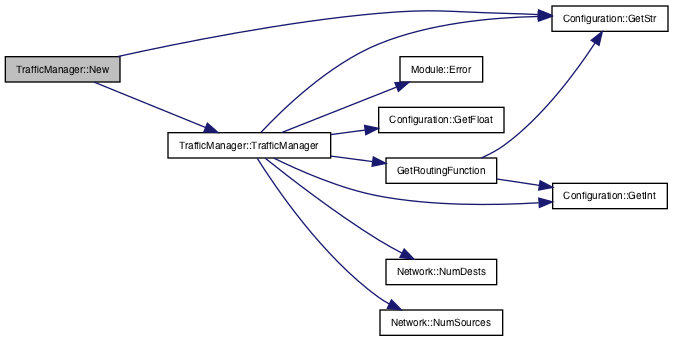 Configuration::GetStr
TrafficManager::New
Module::Error
Configuration::GetFloat
TrafficManager::TrafficManager
GetRoutingFunction
Configuration::GetInt
Network::NumDests
Network::NumSources